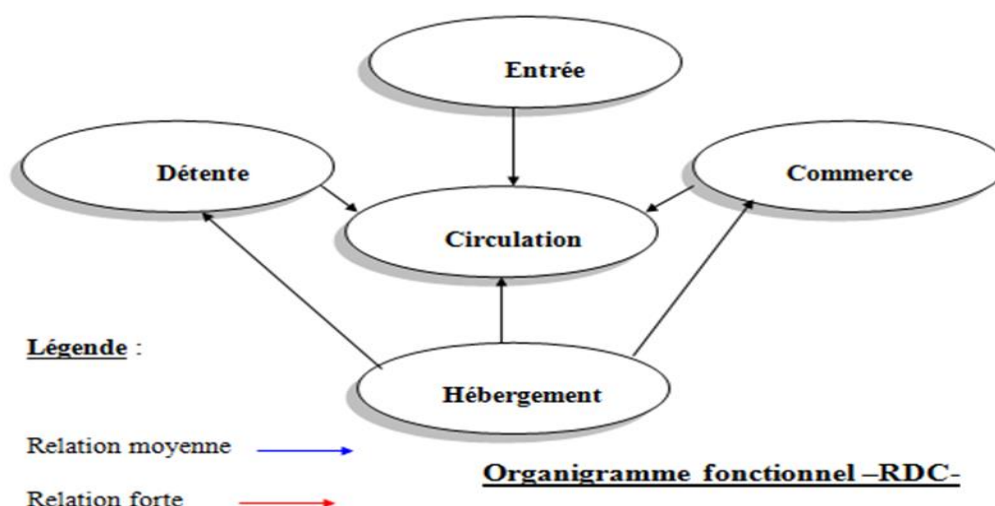 Entrée
Détente
Commerce
Circulation
Légende :
Hébergement
Relation moyenne
Organigramme fonctionnel –RDC-
Relation forte